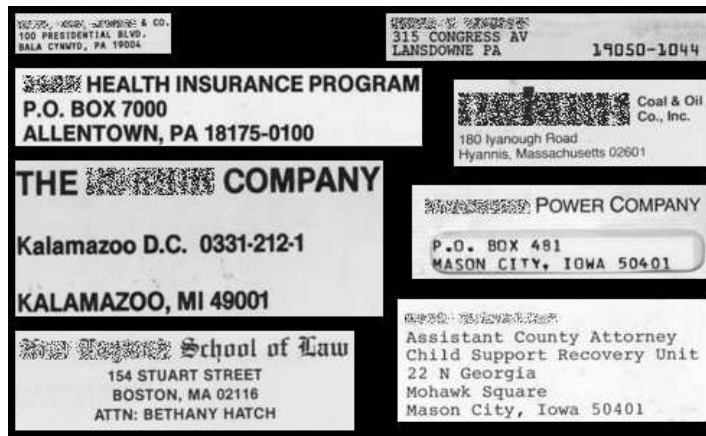 & CO.
100 PRESIDENTIAL BLVD.
BALA CYNWYD, PA 19004
315 CONGRESS AV
LANSDOWNE PA 19050-1044
HEALTH INSURANCE PROGRAM
P.O. BOX 7000
ALLENTOWN, PA 18175-0100
Coal & Oil
Co., Inc.
180 Iyanough Road
Hyannis, Massachusetts 02601
THE COMPANY
Kalamazoo D.C. 0331-212-1
KALAMAZOO, MI 49001
POWER COMPANY
P.O. BOX 481
MASON CITY, IOWA 50401
School of Law
154 STUART STREET
BOSTON, MA 02116
ATTN: BETHANY HATCH
Assistant County Attorney
Child Support Recovery Unit
22 N Georgia
Mohawk Square
Mason City, Iowa 50401